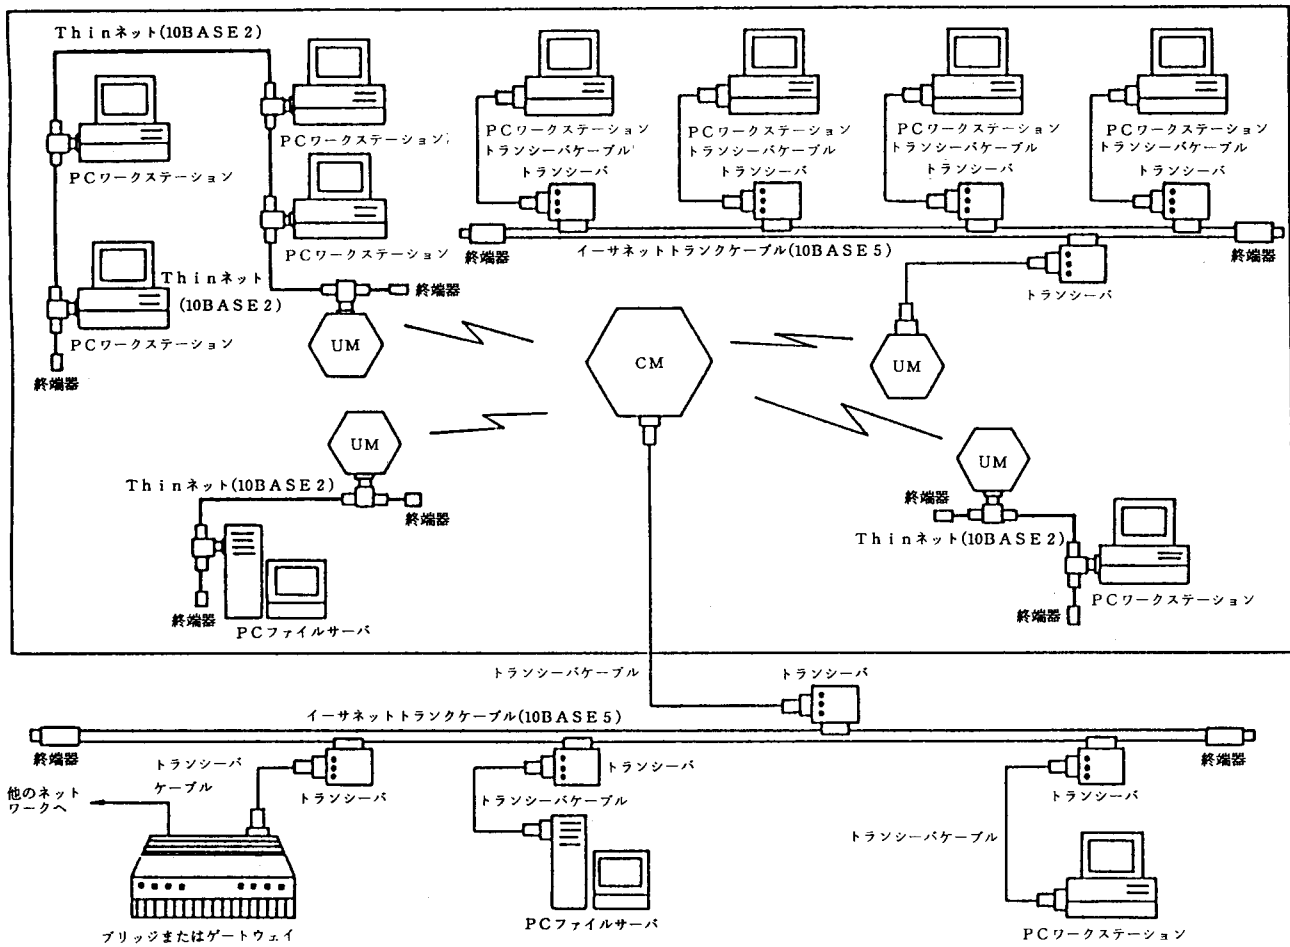 Thinネット(10BASE2)
PCワークステーション
PCワークステーション
PCワークステーション
トランシーバケーブル
トランシーバ
PCワークステーション
トランシーバケーブル
トランシーバ
PCワークステーション
トランシーバケーブル
トランシーバ
PCワークステーション
トランシーバケーブル
トランシーバ
PCワークステーション
終端器
イーサネットトランクケーブル(10BASE5)
終端器
Thinネット
(10BASE2)
終端器
トランシーバ
PCワークステーション
終端器
UM
CM
UM
UM
UM
Thinネット(10BASE2)
終端器
終端器
Thinネット(10BASE2)
終端器
PCファイルサーバ
PCワークステーション
終端器
トランシーバケーブル
トランシーバ
イーサネットトランクケーブル(10BASE5)
終端器
終端器
トランシーバ
ケーブル
トランシーバ
トランシーバ
トランシーバ
他のネット
ワークへ
トランシーバケーブル
トランシーバケーブル
ブリッジまたはゲートウェイ
PCファイルサーバ
PCワークステーション